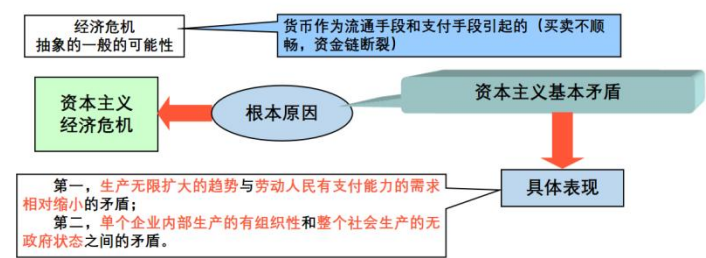 经济危机
抽象的一般的可能性
货币作为流通手段和支付手段引起的（买卖不顺
畅，资金链断裂）
资本主义
经济危机
根本原因
资本主义基本矛盾
具体表现
第一，生产无限扩大的趋势与劳动人民有支付能力的需求
相对缩小的矛盾；
第二，单个企业内部生产的有组织性和整个社会生产的无
政府状态之间的矛盾。